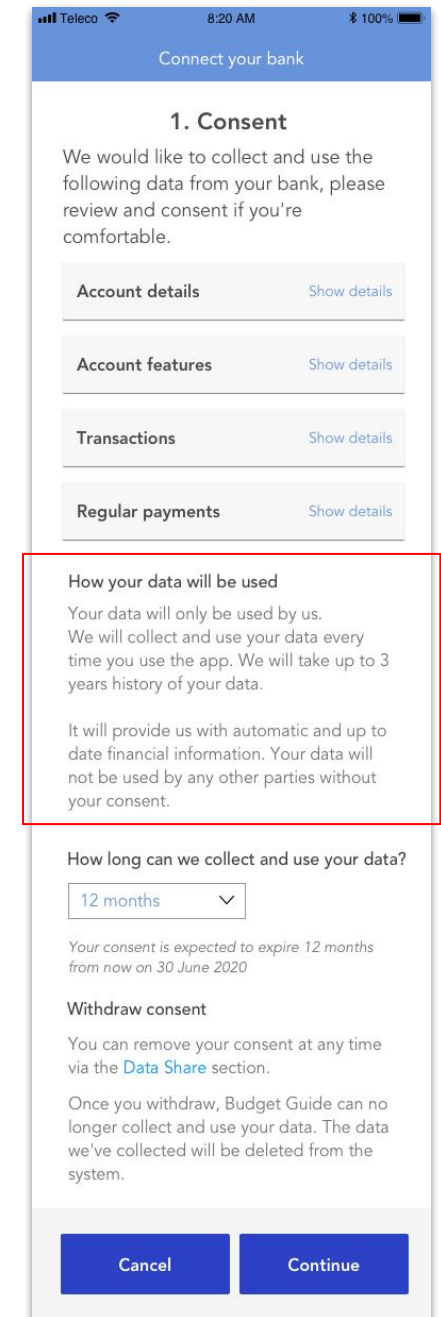 Teleco 8:20 AM 100%
Connect your bank
1. Consent
We would like to collect and use the
following data from your bank, please
review and consent if you're
comfortable.
Account details Show details
Account features Show details
Transactions Show details
Regular payments Show details
How your data will be used
Your data will only be used by us.
We will collect and use your data every
time you use the app. We will take up to 3
years history of your data.
It will provide us with automatic and up to
date financial information. Your data will
not be used by any other parties without
your consent.
How long can we collect and use your data?
12 months
Your consent is expected to expire 12 months
from now on 30 June 2020
Withdraw consent
You can remove your consent at any time
via the Data Share section.
Once you withdraw, Budget Guide can no
longer collect and use your data. The data
we've collected will be deleted from the
system.
Cancel Continue